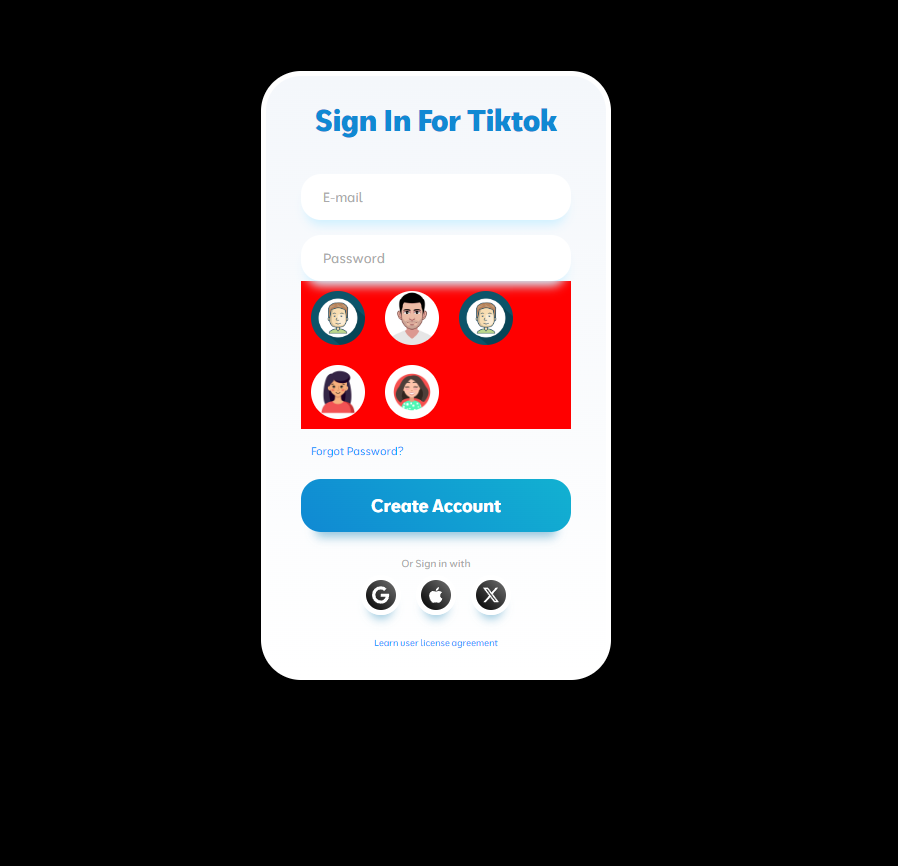 Sign In For Tiktok
E-mail
Password
Forgot Password?
Create Account
Or Sign in with
Learn user license agreement